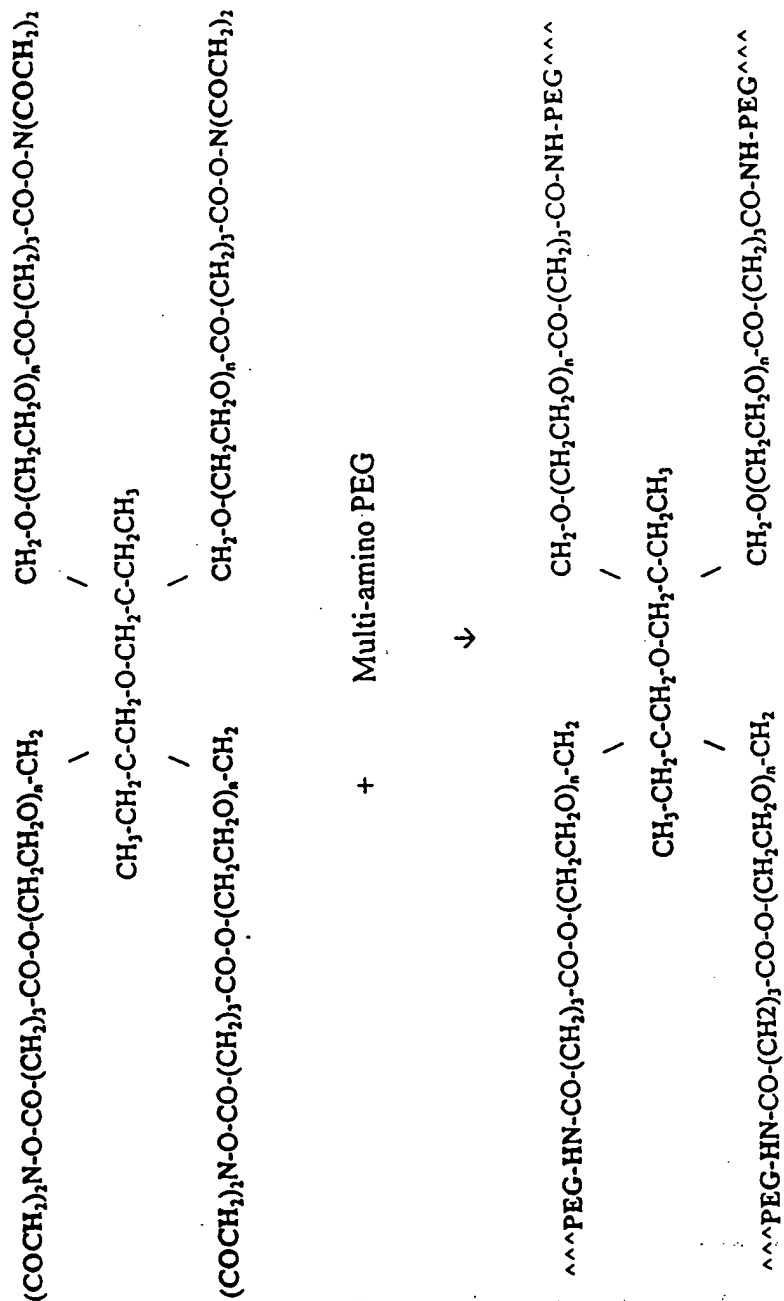 (COCH₂)₂N-O-CO-(CH₂)₃-CO-O-(CH₂CH₂O)ₙ-CH₂ CH₂-O-(CH₂CH₂O)ₙ-CO-(CH₂)₃-CO-O-N(COCH₂)₂
CH₃-CH₂-C-CH₂-O-CH₂-C-CH₂CH₃
(COCH₂)₂N-O-CO-(CH₂)₃-CO-O-(CH₂CH₂O)ₙ-CH₂ CH₂-O-(CH₂CH₂O)ₙ-CO-(CH₂)₃-CO-O-N(COCH₂)₂
+ Multi-amino PEG
↓
^^^PEG-HN-CO-(CH₂)₃-CO-O-(CH₂CH₂O)ₙ-CH₂ CH₂-O-(CH₂CH₂O)ₙ-CO-(CH₂)₃-CO-NH-PEG^^^
CH₃-CH₂-C-CH₂-O-CH₂-C-CH₂CH₃
^^^PEG-HN-CO-(CH2)₃-CO-O-(CH₂CH₂O)ₙ-CH₂ CH₂-O(CH₂CH₂O)ₙ-CO-(CH₂)₃CO-NH-PEG^^^